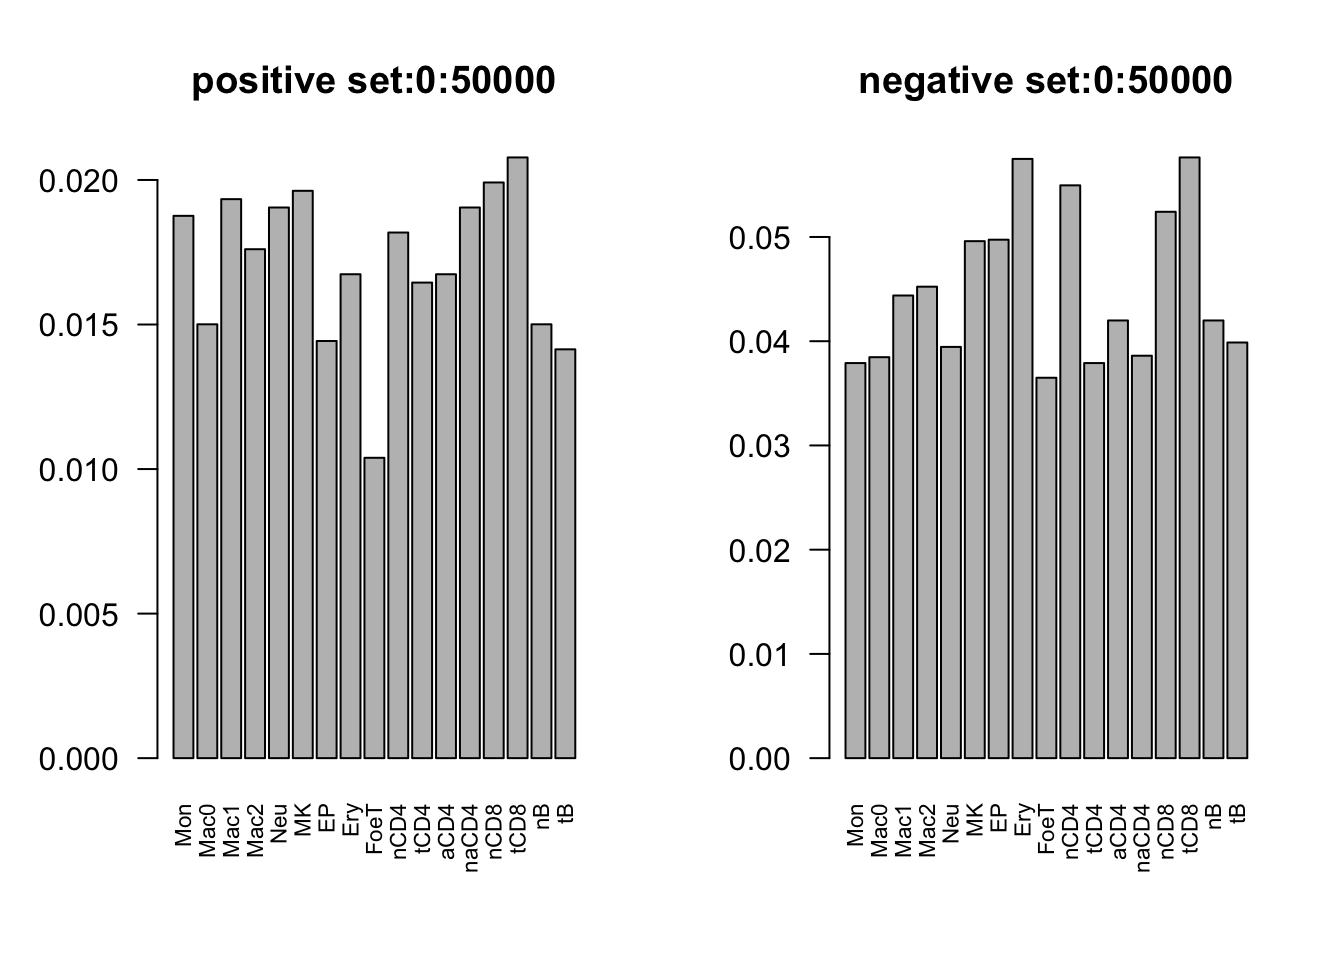 positive set:0:50000
0.020
0.015
0.010
0.005
0.000
Mon
Mac0
Mac1
Mac2
Neu
MK
EP
Ery
FoeT
nCD4
tCD4
aCD4
naCD4
nCD8
tCD8
nB
tB
negative set:0:50000
0.05
0.04
0.03
0.02
0.01
0.00
Mon
Mac0
Mac1
Mac2
Neu
MK
EP
Ery
FoeT
nCD4
tCD4
aCD4
naCD4
nCD8
tCD8
nB
tB